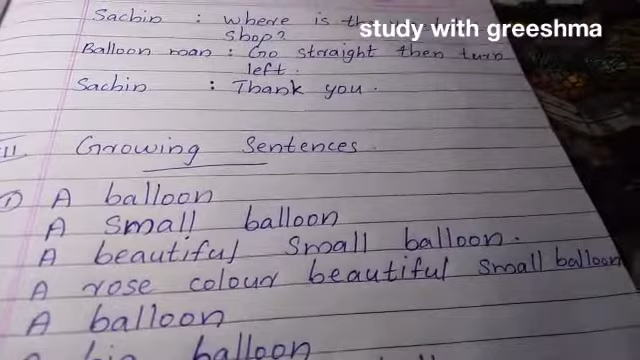 study with greeshma
Sachin : Where is the
shop?
Balloon man : Go straight then turn
left.
Sachin : Thank you.
II Growing Sentences
① A balloon
A small balloon
A beautiful small balloon.
A rose colour beautiful small balloon
A balloon
A big balloon